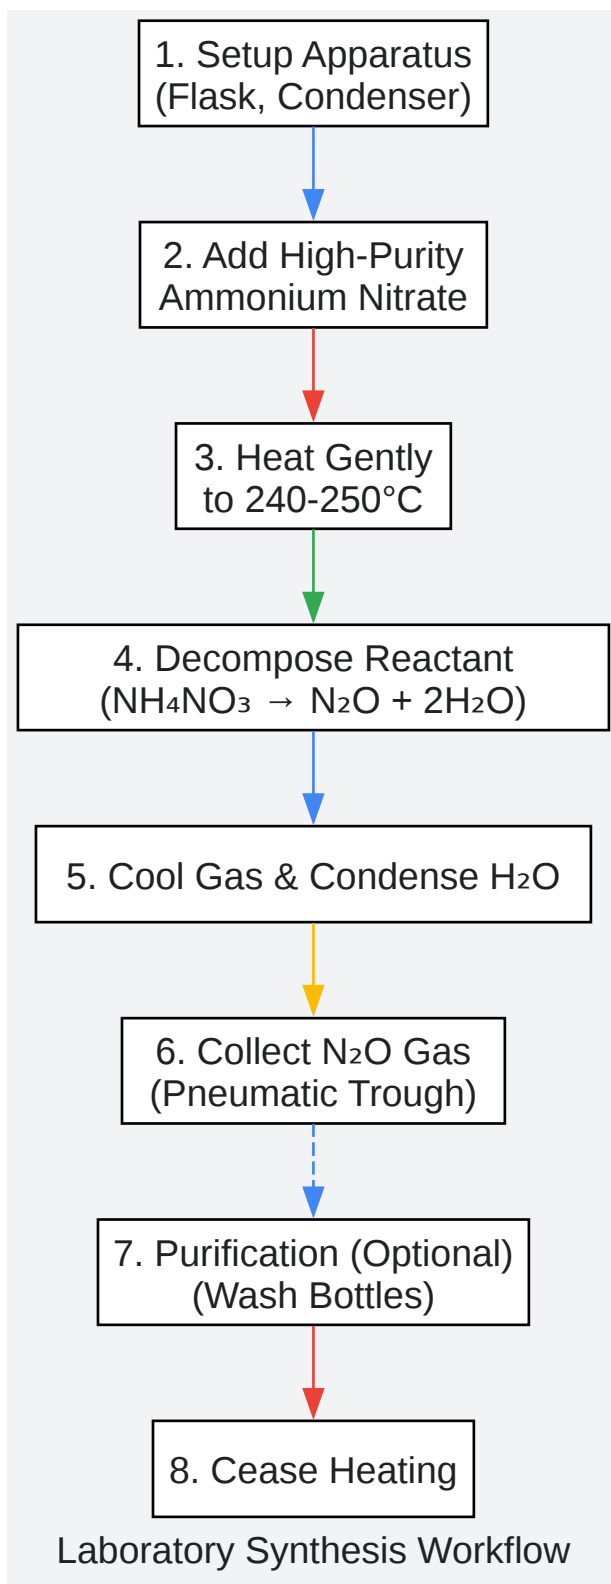 1. Setup Apparatus
(Flask, Condenser)
2. Add High-Purity
Ammonium Nitrate
3. Heat Gently
to 240-250°C
4. Decompose Reactant
(NH₄NO₃ → N₂O + 2H₂O)
5. Cool Gas & Condense H₂O
6. Collect N₂O Gas
(Pneumatic Trough)
7. Purification (Optional)
(Wash Bottles)
8. Cease Heating
Laboratory Synthesis Workflow